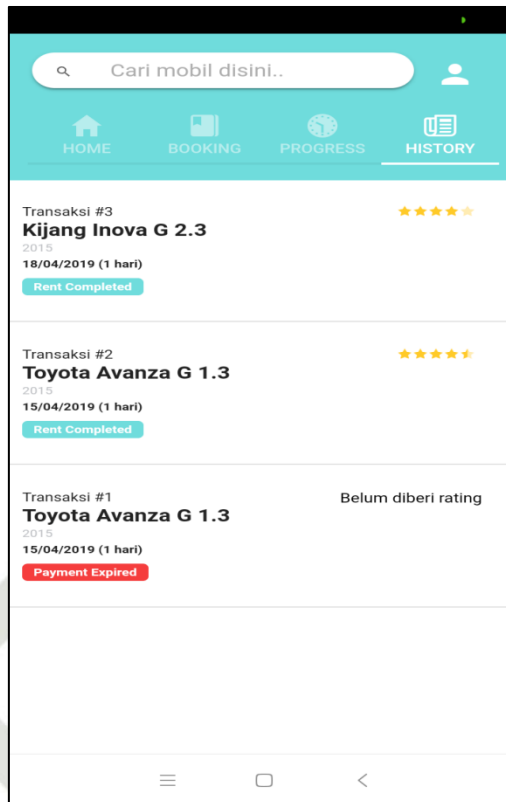 Cari mobil disini..
HOME BOOKING PROGRESS HISTORY
Transaksi #3
Kijang Inova G 2.3
2015
18/04/2019 (1 hari)
Rent Completed
Transaksi #2
Toyota Avanza G 1.3
2015
15/04/2019 (1 hari)
Rent Completed
Transaksi #1
Belum diberi rating
Toyota Avanza G 1.3
2015
15/04/2019 (1 hari)
Payment Expired